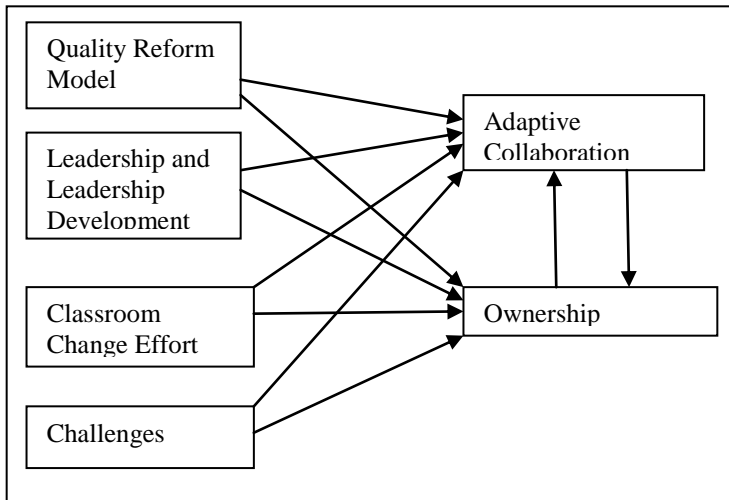 Quality Reform
Model
Adaptive
Collaboration
Leadership and
Leadership
Development
Classroom
Change Effort
Ownership
Challenges